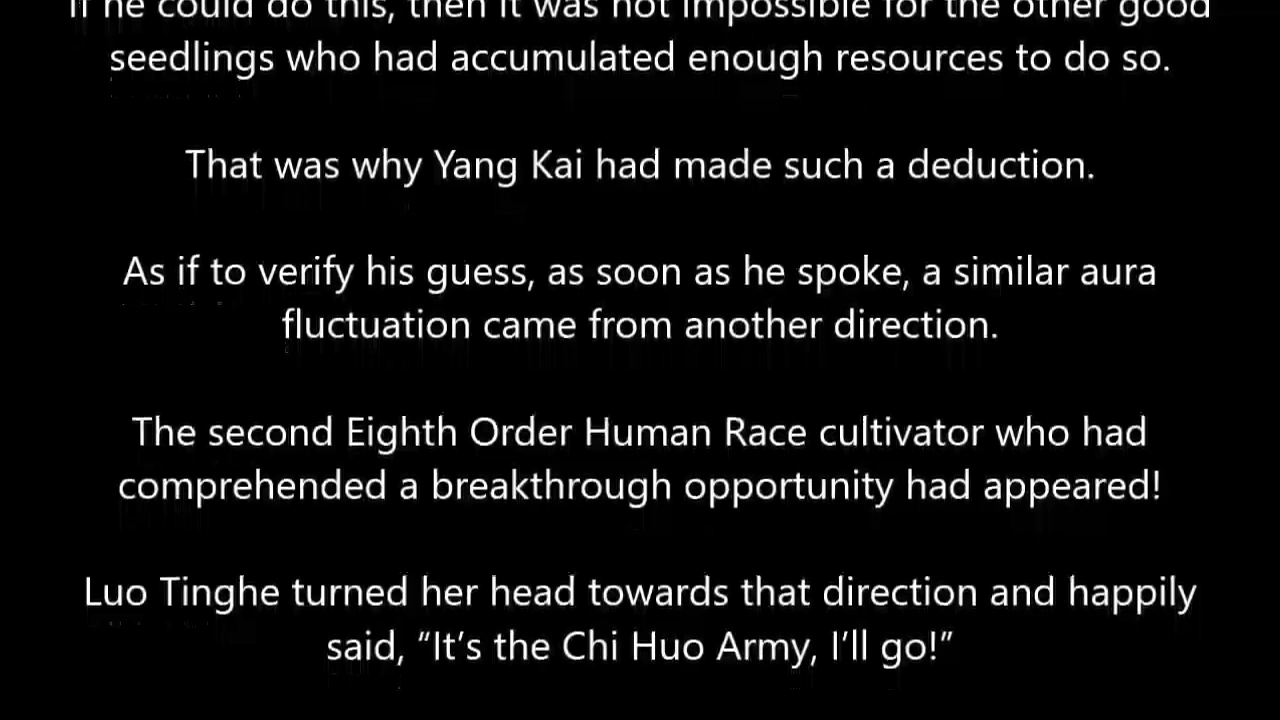 If he could do this, then it was not impossible for the other good
seedlings who had accumulated enough resources to do so.
That was why Yang Kai had made such a deduction.
As if to verify his guess, as soon as he spoke, a similar aura
fluctuation came from another direction.
The second Eighth Order Human Race cultivator who had
comprehended a breakthrough opportunity had appeared!
Luo Tinghe turned her head towards that direction and happily
said, “It’s the Chi Huo Army, I’ll go!”